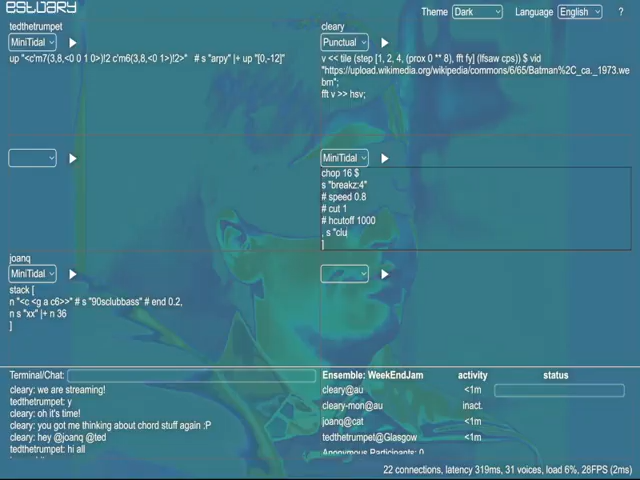 estuary
Theme Dark Language English ?
tedthetrumpet
MiniTidal
up "<c'm7(3,8,<0 0 1 0>)!2 c'm6(3,8,<0 1>)!2>" # s "arpy" |+ up "[0,-12]"
cleary
Punctual
v << tile (step [1, 2, 4, (prox 0 ** 8), fft fy] (lfsaw cps)) $ vid
"https://upload.wikimedia.org/wikipedia/commons/6/65/Batman%2C_ca._1973.we
bm";
fft v >> hsv;
MiniTidal
chop 16 $
s "breakz:4"
# speed 0.8
# cut 1
# hcutoff 1000
, s "clu
]
joanq
MiniTidal
stack [
n "<c <g a c6>>" # s "90sclubbass" # end 0.2,
n s "xx" |+ n 36
]
Terminal/Chat:
cleary: we are streaming!
tedthetrumpet: y
cleary: oh it's time!
cleary: you got me thinking about chord stuff again ;P
cleary: hey @joanq @ted
tedthetrumpet: hi all
Ensemble: WeekEndJam activity status
cleary@au <1m
cleary-mon@au inact.
joanq@cat <1m
tedthetrumpet@Glasgow <1m
Anonymous Participants: 0
22 connections, latency 319ms, 31 voices, load 6%, 28FPS (2ms)